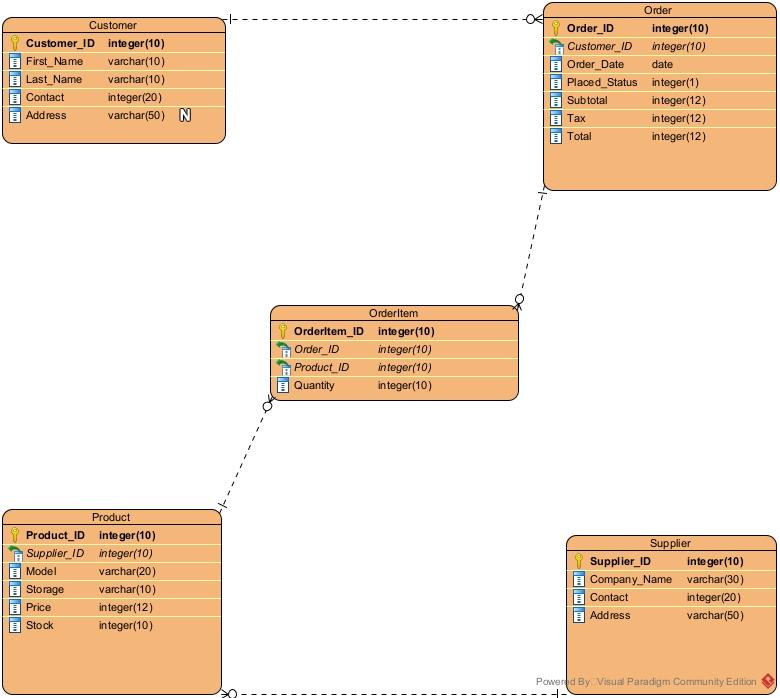 Customer
Customer_ID integer(10)
First_Name varchar(10)
Last_Name varchar(10)
Contact integer(20)
Address varchar(50) N
Order
Order_ID integer(10)
Customer_ID integer(10)
Order_Date date
Placed_Status integer(1)
Subtotal integer(12)
Tax integer(12)
Total integer(12)
OrderItem
OrderItem_ID integer(10)
Order_ID integer(10)
Product_ID integer(10)
Quantity integer(10)
Product
Product_ID integer(10)
Supplier_ID integer(10)
Model varchar(20)
Storage varchar(10)
Price integer(12)
Stock integer(10)
Supplier
Supplier_ID integer(10)
Company_Name varchar(30)
Contact integer(20)
Address varchar(50)
Powered By Visual Paradigm Community Edition